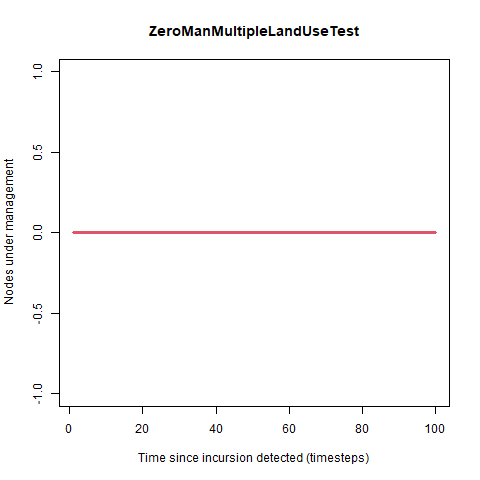 ZeroManMultipleLandUseTest
Nodes under management
1.0
0.5
0.0
-0.5
-1.0
0 20 40 60 80 100
Time since incursion detected (timesteps)